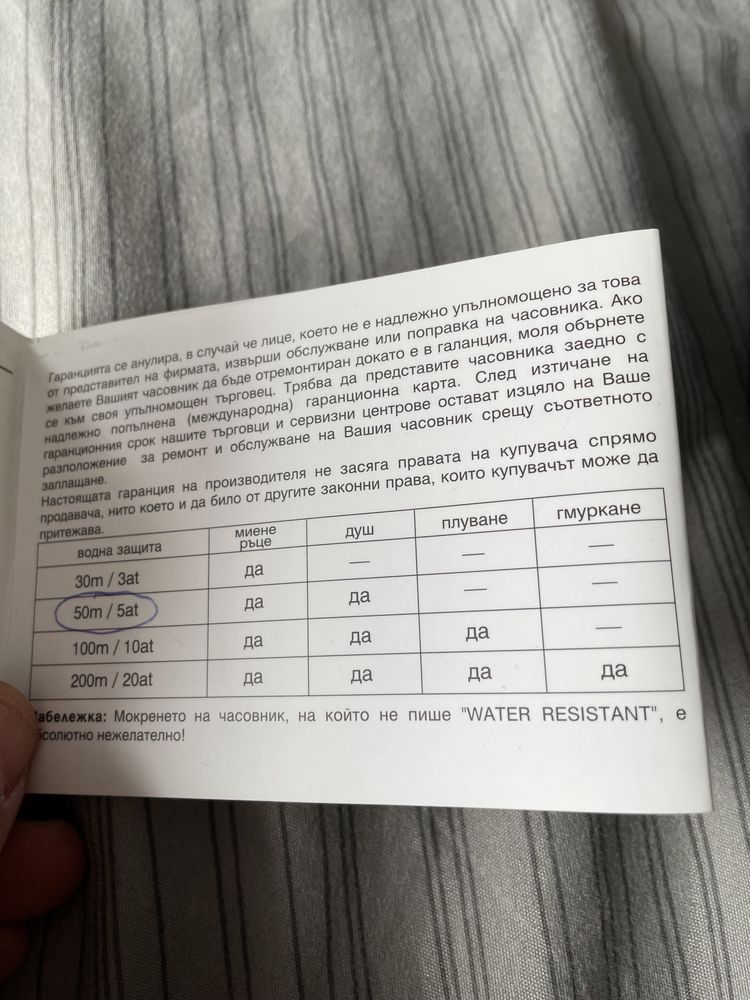 Гаранцията се анулира, в случай че лице, което не е надлежно упълномощено за това
от представител на фирмата, извърши обслужване или поправка на часовника. Ако
желаете Вашият часовник да бъде отремонтиран докато е в галанция, моля обърнете
се към своя упълномощен търговец. Трябва да представите часовника заедно с
надлежно попълнена (международна) гаранционна карта. След изтичане на
гаранционния срок нашите търговци и сервизни центрове остават изцяло на Ваше
разположение за ремонт и обслужване на Вашия часовник срещу съответното
заплащане.
Настоящата гаранция на производителя не засяга правата на купувача спрямо
продавача, нито което и да било от другите законни права, които купувачът може да
притежава.
водна защита миене ръце душ плуване гмуркане
30m / 3at да — — —
50m / 5at да да — —
100m / 10at да да да —
200m / 20at да да да да
Забележка: Мокренето на часовник, на който не пише "WATER RESISTANT", е
абсолютно нежелателно!